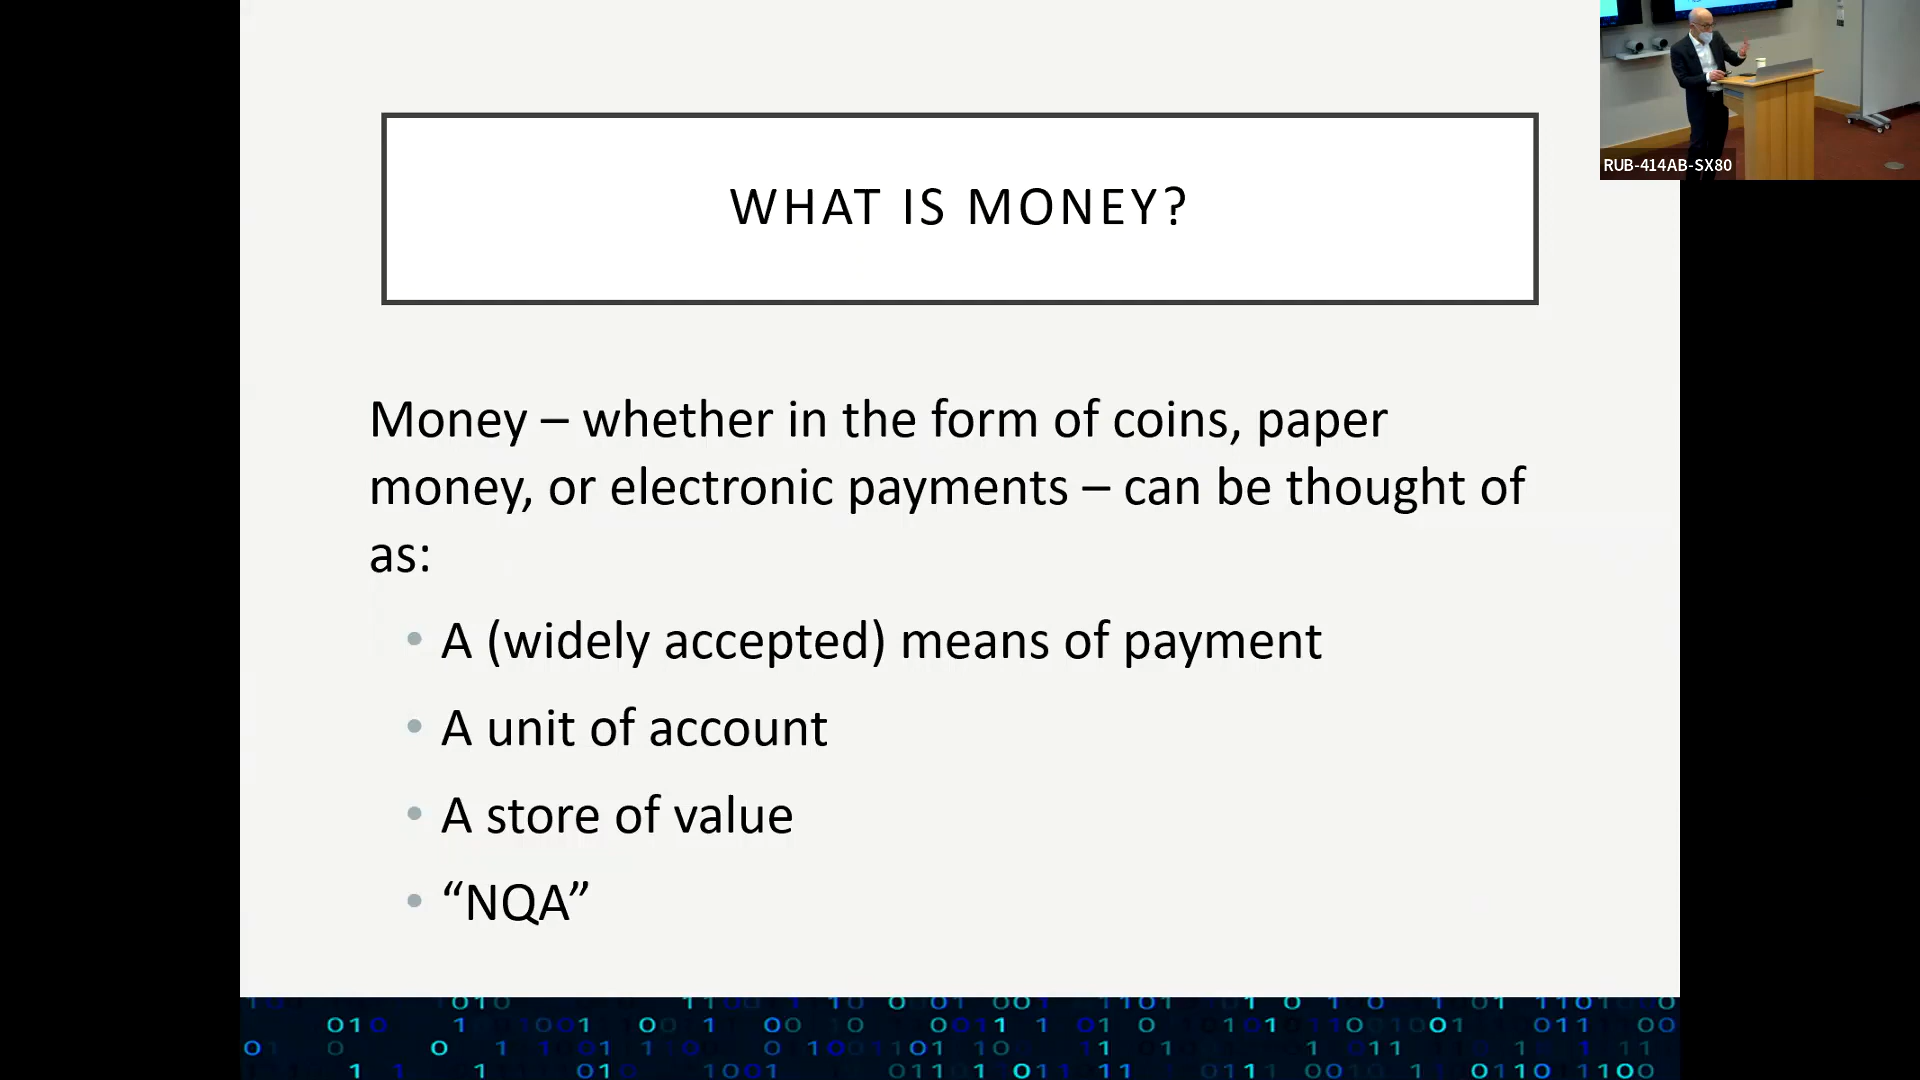 WHAT IS MONEY?
RUB-414AB-SX80
Money – whether in the form of coins, paper
money, or electronic payments – can be thought of
as:
• A (widely accepted) means of payment
• A unit of account
• A store of value
• “NQA”